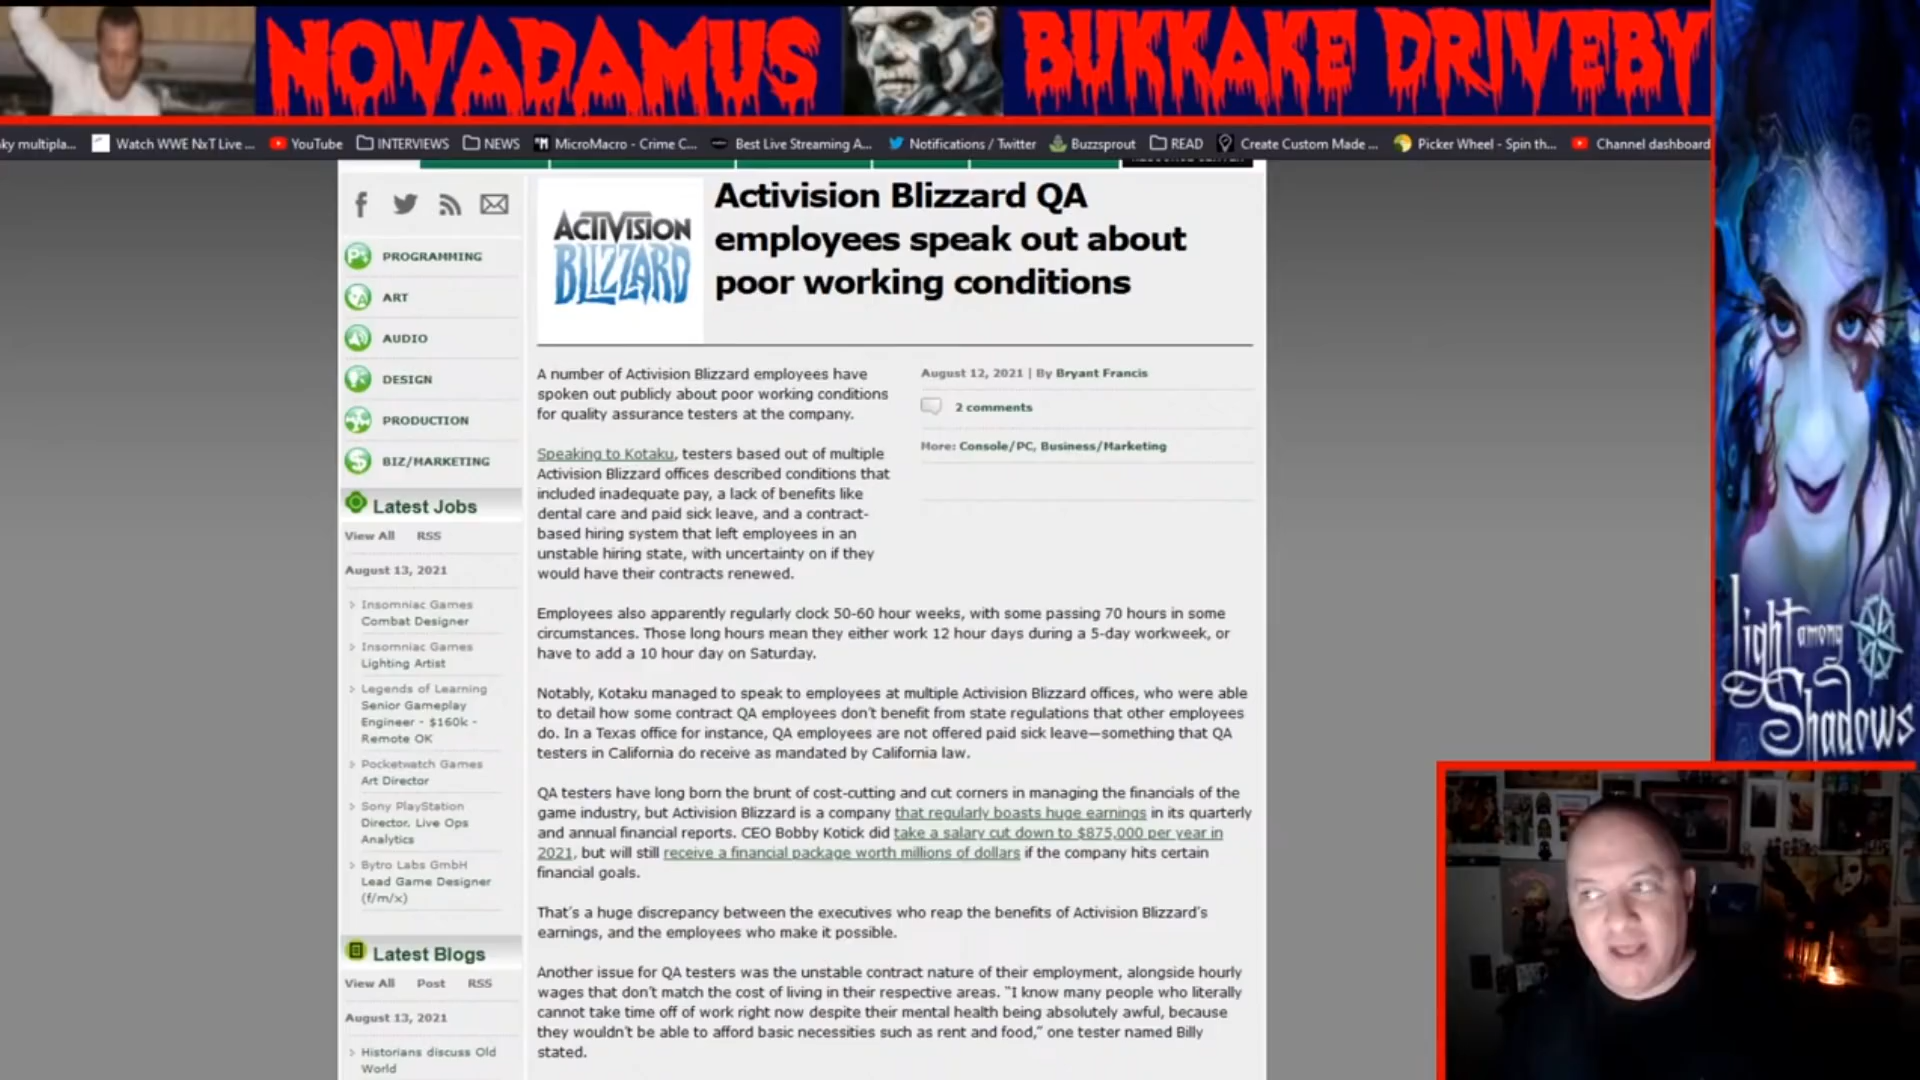 NOVADAMUS
BUKKAKE DRIVEBY
ky multipla...
Watch WWE NxT Live ...
YouTube
INTERVIEWS
NEWS
MicroMacro - Crime C...
Best Live Streaming A...
Notifications / Twitter
Buzzsprout
READ
Create Custom Made ...
Picker Wheel - Spin th...
Channel dashboard
PROGRAMMING
ART
AUDIO
DESIGN
PRODUCTION
BIZ/MARKETING
Latest Jobs
View All RSS
August 13, 2021
Insomniac Games
Combat Designer
Insomniac Games
Lighting Artist
Legends of Learning
Senior Gameplay
Engineer - $160k -
Remote OK
Pocketwatch Games
Art Director
Sony PlayStation
Director, Live Ops
Analytics
Bytro Labs GmbH
Lead Game Designer
(f/m/x)
Latest Blogs
View All Post RSS
August 13, 2021
Historians discuss Old
World
ACTIVISION
BLIZZARD
Activision Blizzard QA
employees speak out about
poor working conditions
August 12, 2021 | By Bryant Francis
2 comments
More: Console/PC, Business/Marketing
A number of Activision Blizzard employees have
spoken out publicly about poor working conditions
for quality assurance testers at the company.
Speaking to Kotaku, testers based out of multiple
Activision Blizzard offices described conditions that
included inadequate pay, a lack of benefits like
dental care and paid sick leave, and a contract-
based hiring system that left employees in an
unstable hiring state, with uncertainty on if they
would have their contracts renewed.
Employees also apparently regularly clock 50-60 hour weeks, with some passing 70 hours in some
circumstances. Those long hours mean they either work 12 hour days during a 5-day workweek, or
have to add a 10 hour day on Saturday.
Notably, Kotaku managed to speak to employees at multiple Activision Blizzard offices, who were able
to detail how some contract QA employees don't benefit from state regulations that other employees
do. In a Texas office for instance, QA employees are not offered paid sick leave—something that QA
testers in California do receive as mandated by California law.
QA testers have long born the brunt of cost-cutting and cut corners in managing the financials of the
game industry, but Activision Blizzard is a company that regularly boasts huge earnings in its quarterly
and annual financial reports. CEO Bobby Kotick did take a salary cut down to $875,000 per year in
2021, but will still receive a financial package worth millions of dollars if the company hits certain
financial goals.
That's a huge discrepancy between the executives who reap the benefits of Activision Blizzard's
earnings, and the employees who make it possible.
Another issue for QA testers was the unstable contract nature of their employment, alongside hourly
wages that don't match the cost of living in their respective areas. "I know many people who literally
cannot take time off of work right now despite their mental health being absolutely awful, because
they wouldn't be able to afford basic necessities such as rent and food," one tester named Billy
stated.
Light among
Shadows